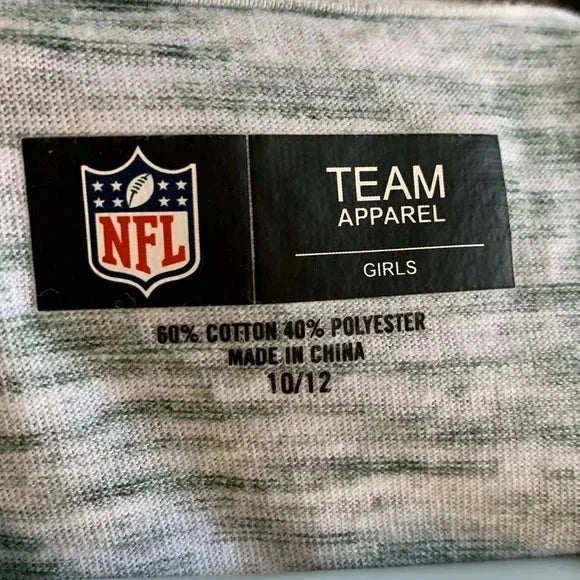 NFL
TEAM
APPAREL
GIRLS
60% COTTON 40% POLYESTER
MADE IN CHINA
10/12